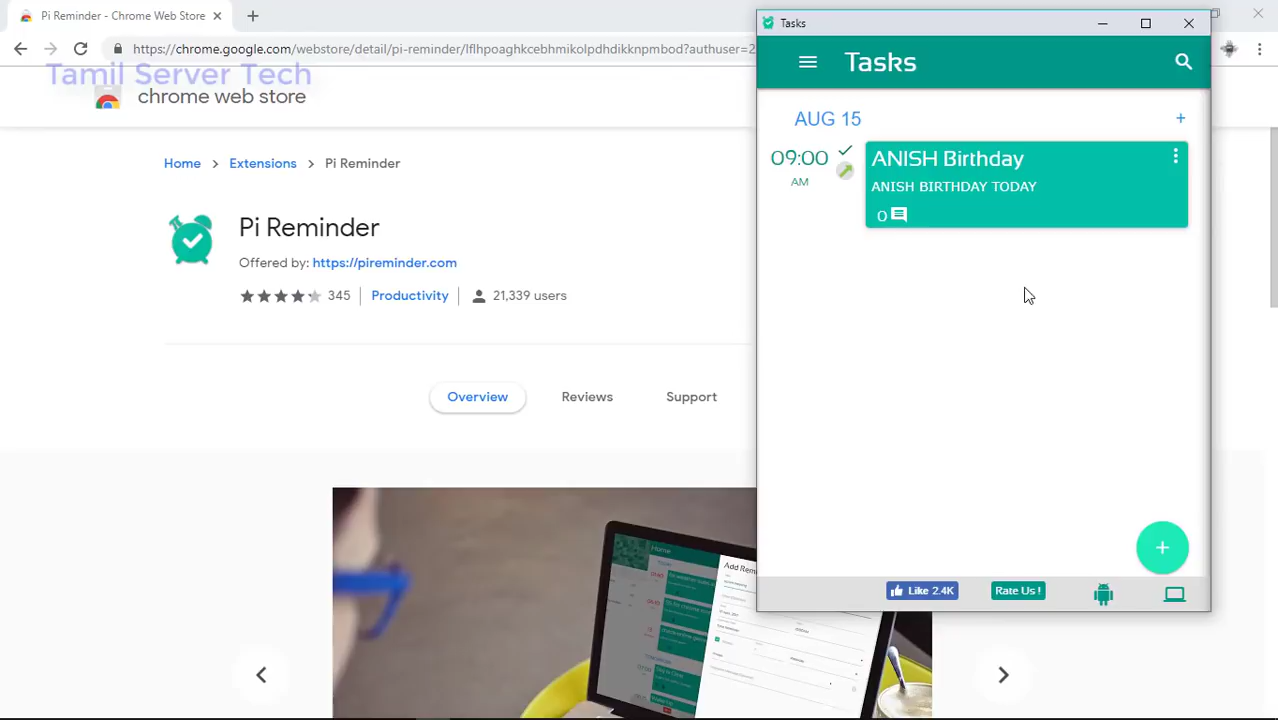 Pi Reminder - Chrome Web Store
https://chrome.google.com/webstore/detail/pi-reminder/lflhpoaghkcebhmikolpdhdikknpmbod?authuser=2
Tamil Server Tech
chrome web store
Home
Extensions
Pi Reminder
Pi Reminder
Offered by: https://pireminder.com
345
Productivity
21,339 users
Overview
Reviews
Support
Home
Tasks
Tasks
AUG 15
+
09:00
AM
ANISH Birthday
ANISH BIRTHDAY TODAY
0
+
Like 2.4K
Rate Us !